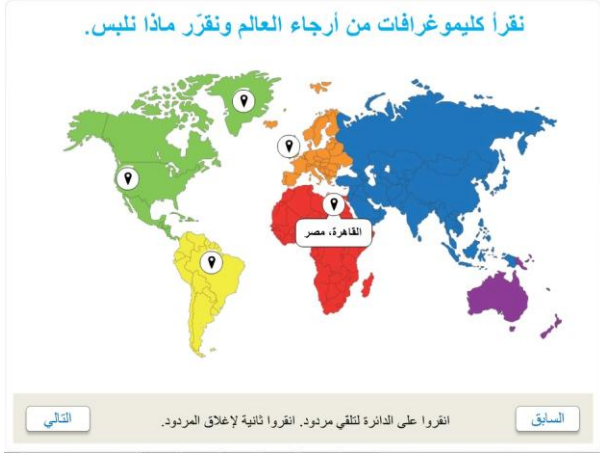 نقرأ كليموغرافات من أرجاء العالم ونقرّر ماذا نلبس.
القاهرة، مصر
السابق
انقروا على الدائرة لتلقي مردود. انقروا ثانية لإغلاق المردود.
التالي